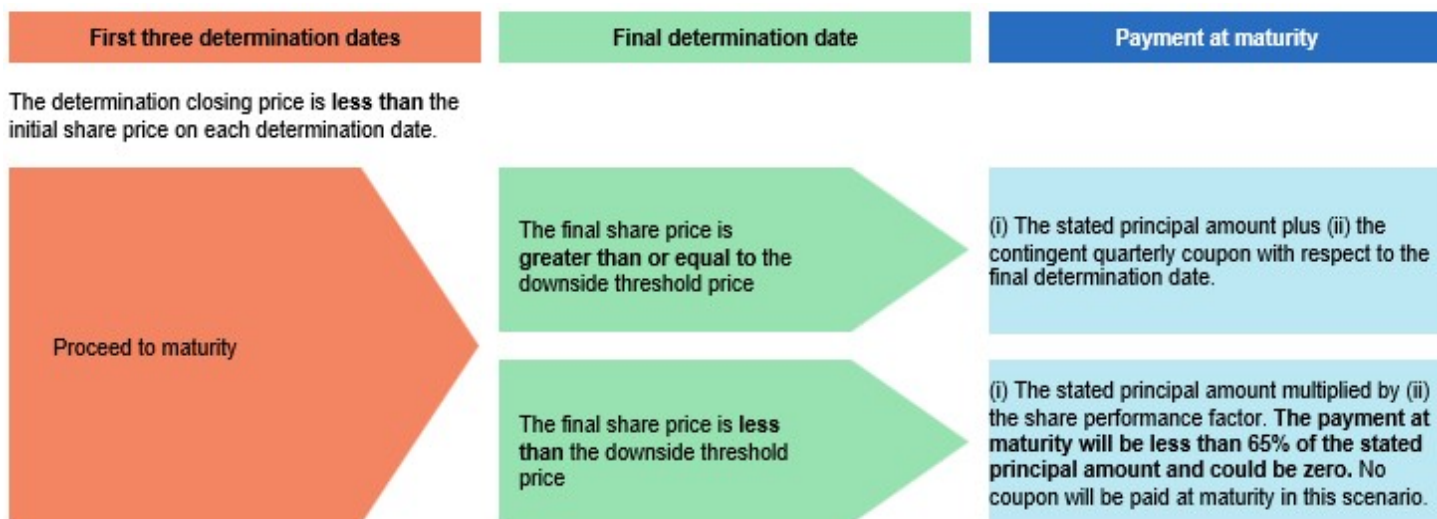 First three determination dates
Final determination date
Payment at maturity
The determination closing price is less than the
initial share price on each determination date.
Proceed to maturity
The final share price is
greater than or equal to the
downside threshold price
(i) The stated principal amount plus (ii) the
contingent quarterly coupon with respect to the
final determination date.
The final share price is less
than the downside threshold
price
(i) The stated principal amount multiplied by (ii)
the share performance factor. The payment at
maturity will be less than 65% of the stated
principal amount and could be zero. No
coupon will be paid at maturity in this scenario.